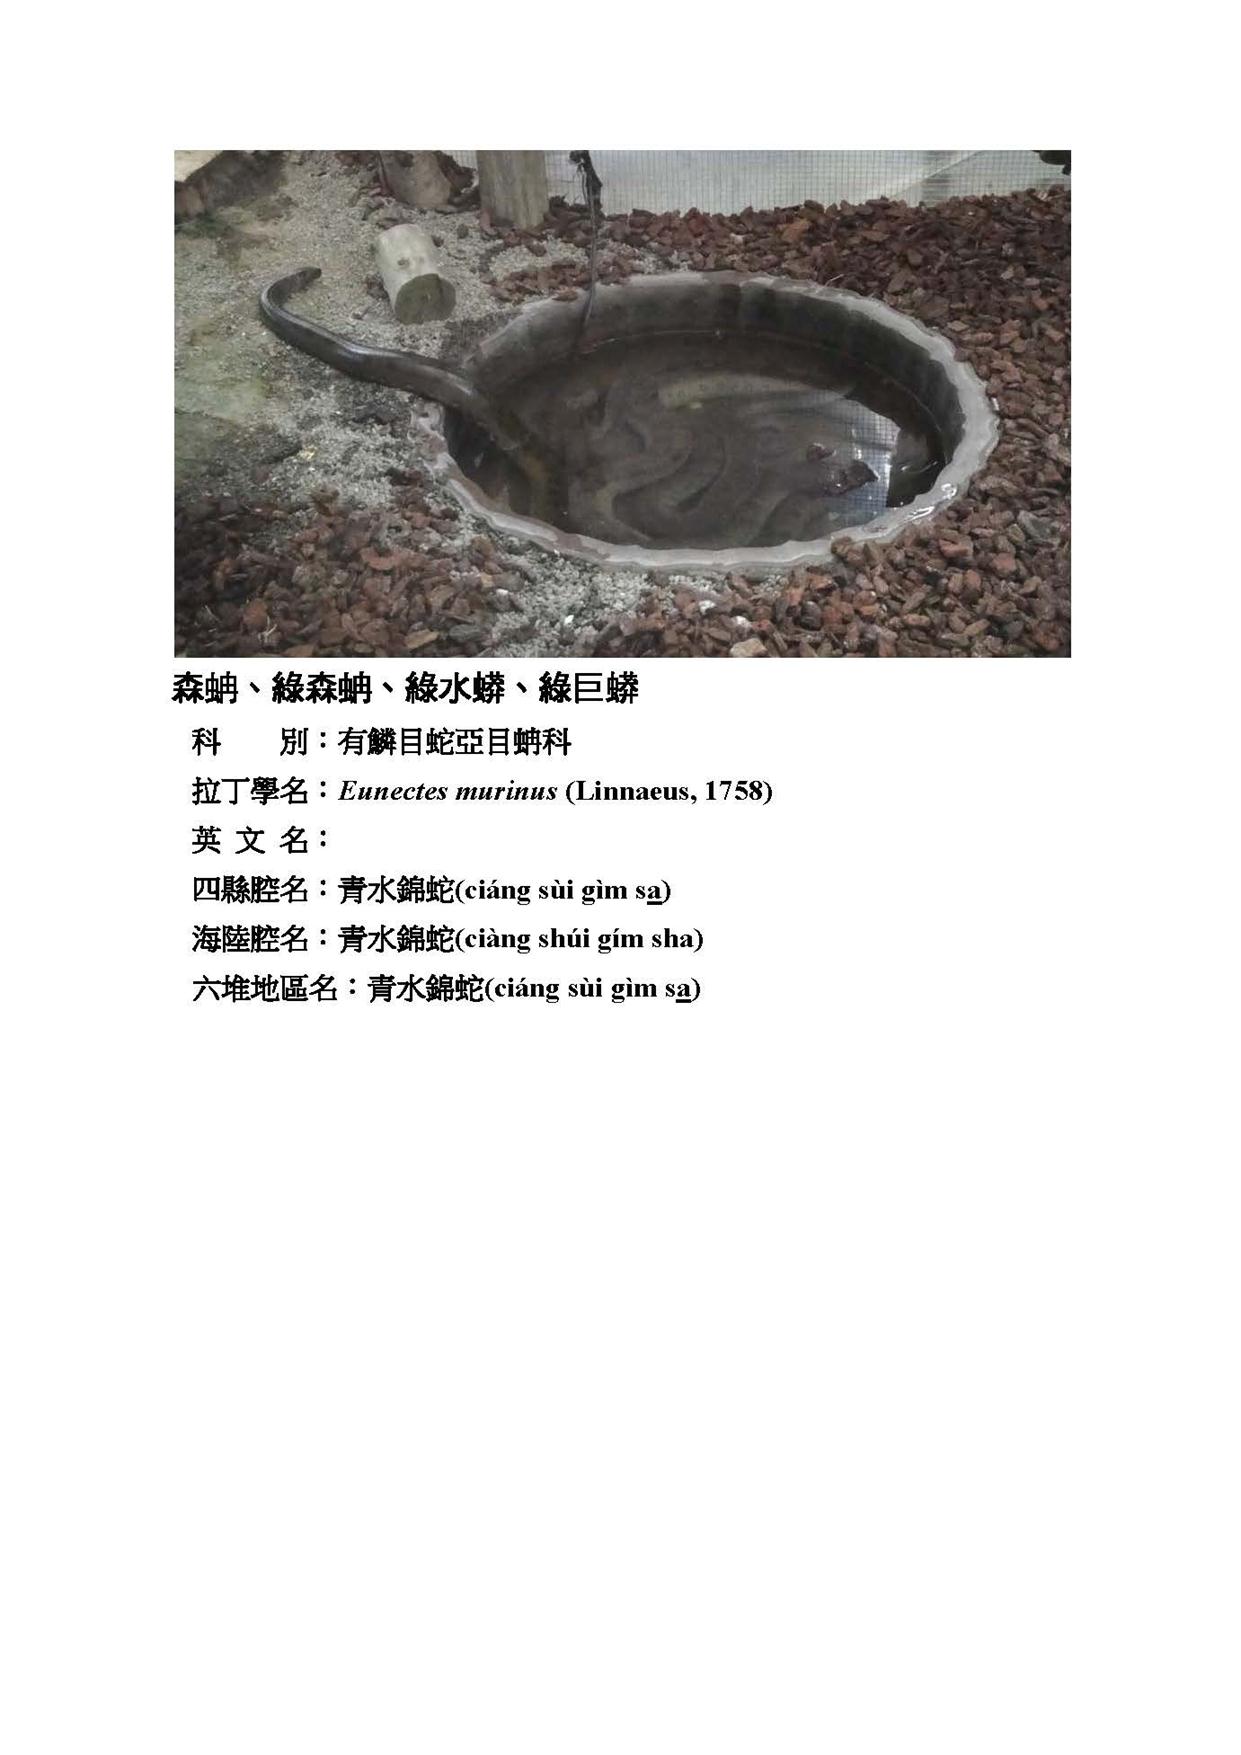 森蚺、綠森蚺、綠水蟒、綠巨蟒
科　　別：有鱗目蛇亞目蚺科
拉丁學名：Eunectes murinus (Linnaeus, 1758)
英 文 名：
四縣腔名：青水錦蛇(ciáng sùi gìm sa)
海陸腔名：青水錦蛇(ciàng shúi gím sha)
六堆地區名：青水錦蛇(ciáng sùi gìm sa)